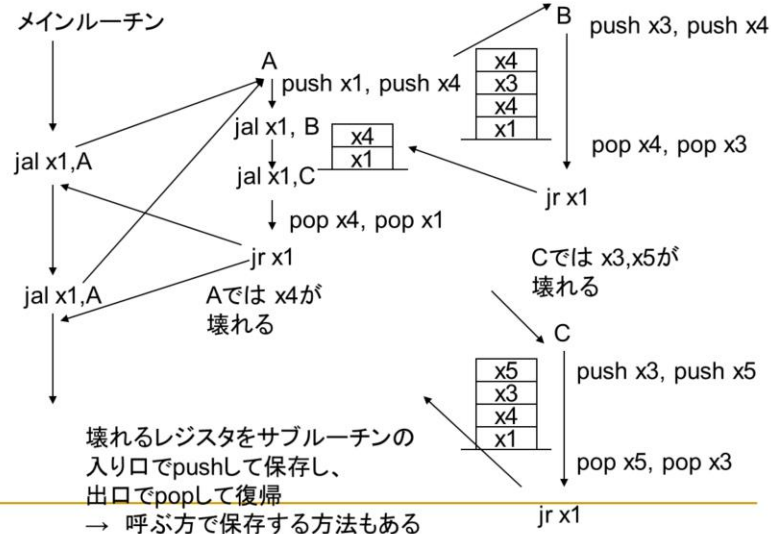 メインルーチン
jal x1,A
jal x1,A
A
push x1, push x4
jal x1, B
jal x1,C
pop x4, pop x1
jr x1
Aでは x4が
壊れる
x4
x1
B
push x3, push x4
x4
x3
x4
x1
pop x4, pop x3
jr x1
Cでは x3,x5が
壊れる
C
push x3, push x5
x5
x3
x4
x1
pop x5, pop x3
jr x1
壊れるレジスタをサブルーチンの
入り口でpushして保存し、
出口でpopして復帰
→ 呼ぶ方で保存する方法もある